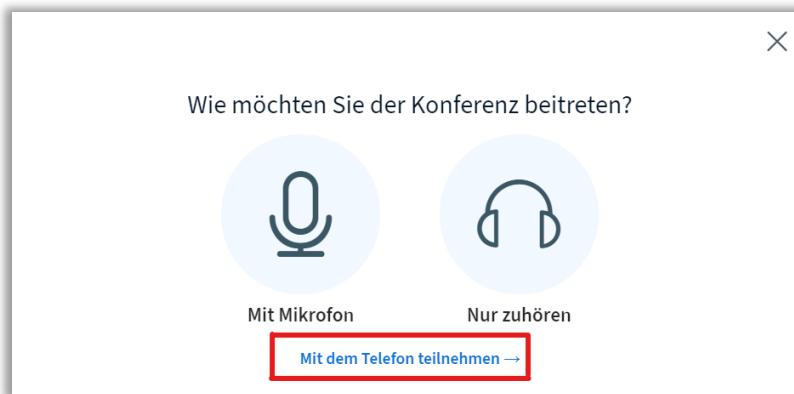 Wie möchten Sie der Konferenz beitreten?
Mit Mikrofon
Nur zuhören
Mit dem Telefon teilnehmen →